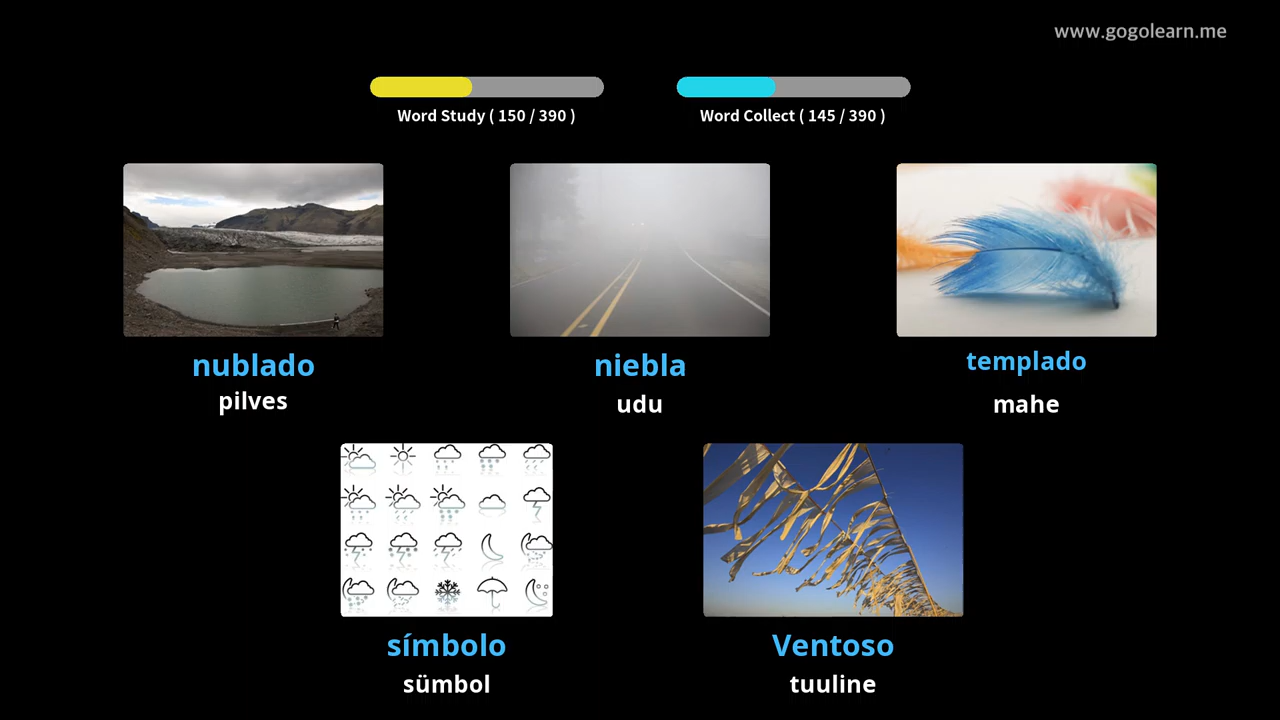 www.gogolearn.me
Word Study ( 150 / 390 )
Word Collect ( 145 / 390 )
nublado
pilves
niebla
udu
templado
mahe
símbolo
sümbol
Ventoso
tuuline